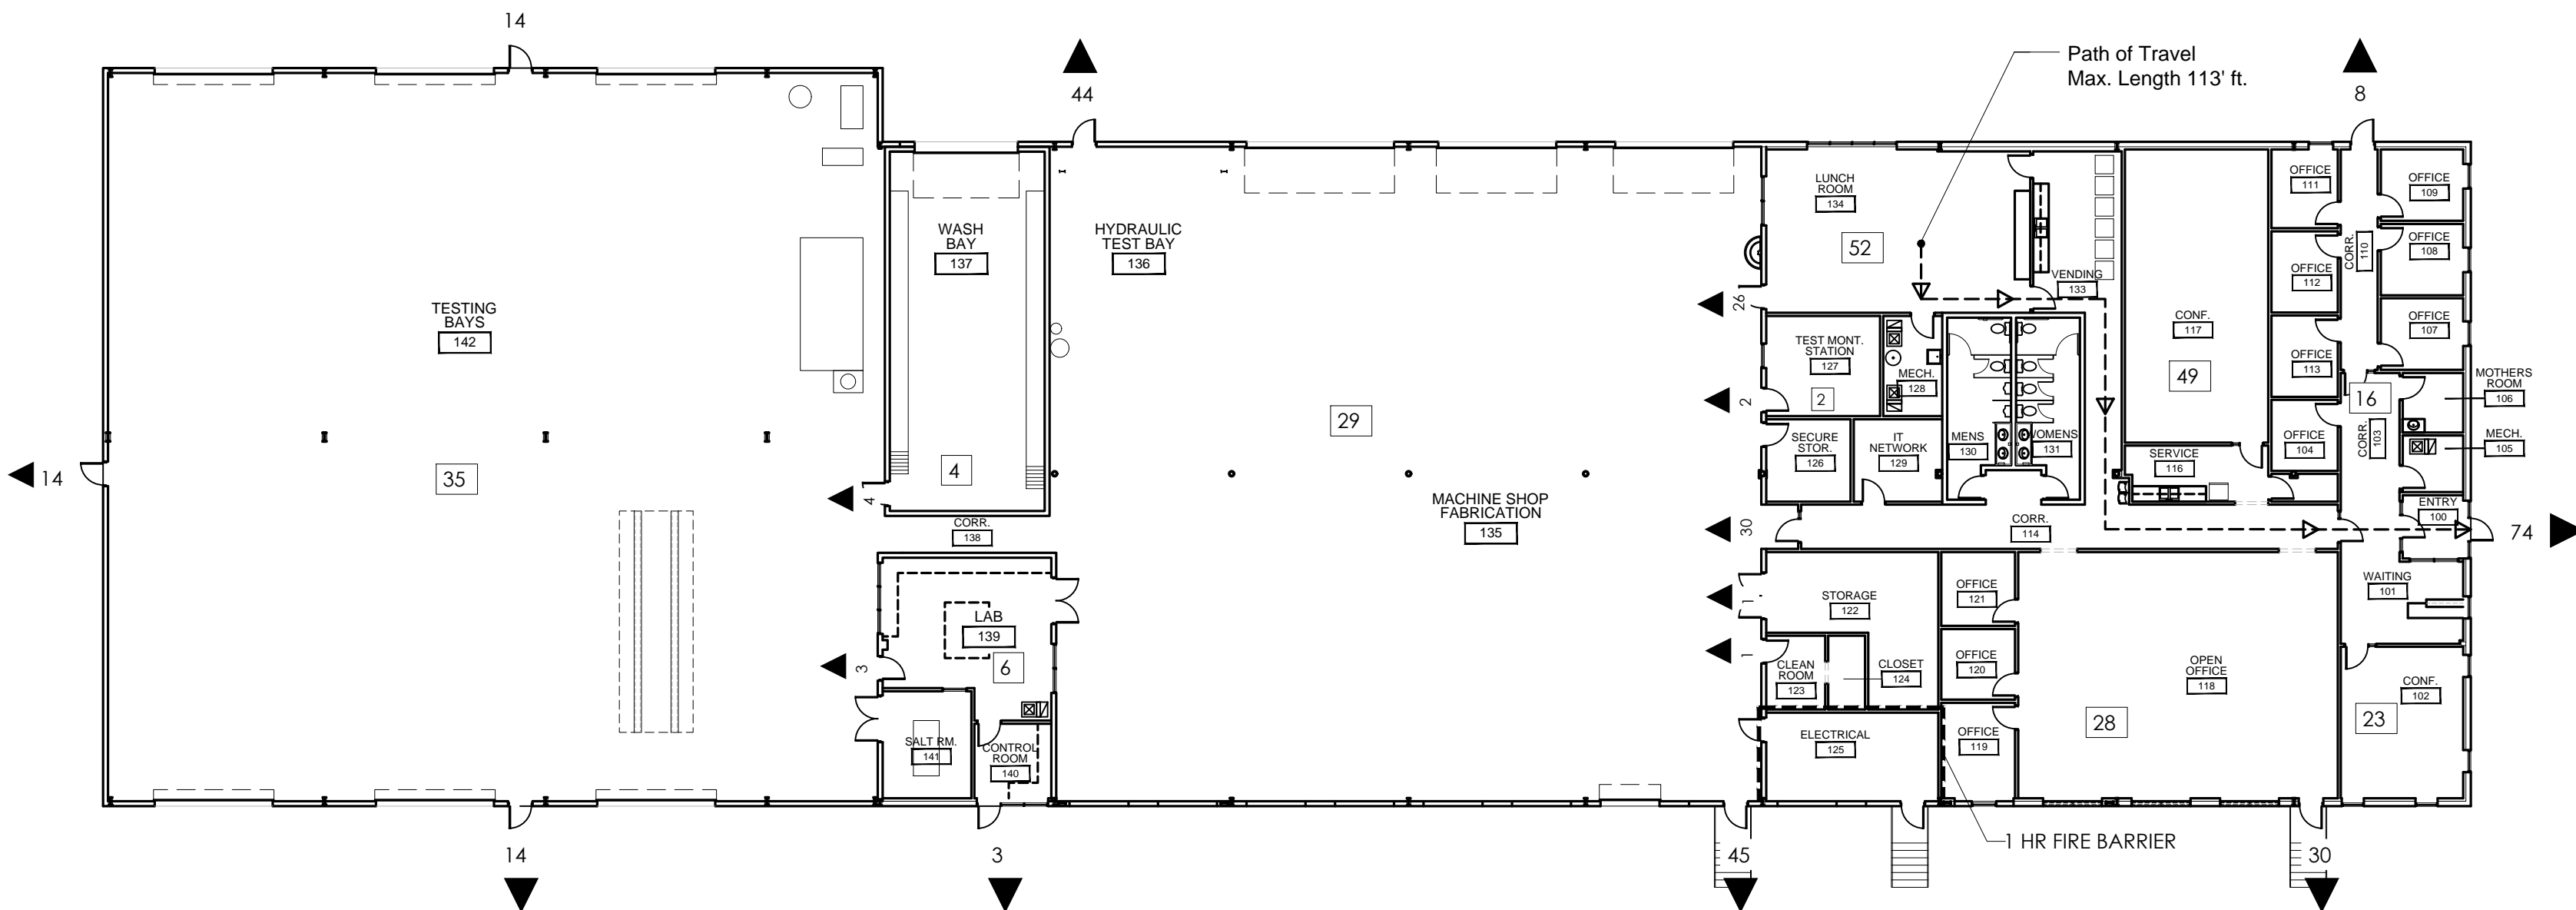 14
Path of Travel
Max. Length 113' ft.
44
8
LUNCH
ROOM
134
OFFICE
111
OFFICE
109
WASH
BAY
137
HYDRAULIC
TEST BAY
136
52
OFFICE
108
CORR.
110
VENDING
133
OFFICE
112
26
TESTING
BAYS
142
CONF.
117
OFFICE
107
TEST MONT.
STATION
127
OFFICE
113
MECH.
128
49
MOTHERS
ROOM
106
2
2
16
29
SECURE
STOR.
126
IT
NETWORK
129
MENS
130
WOMENS
131
OFFICE
104
CORR.
103
MECH.
105
SERVICE
116
14
35
4
4
MACHINE SHOP
FABRICATION
135
ENTRY
100
CORR.
138
30
CORR.
114
74
WAITING
101
OFFICE
121
STORAGE
122
1
LAB
139
6
3
1
CLEAN
ROOM
123
CLOSET
124
OFFICE
120
OPEN
OFFICE
118
CONF.
102
28
23
SALT RM.
141
CONTROL
ROOM
140
ELECTRICAL
125
OFFICE
119
14
3
45
1 HR FIRE BARRIER
30